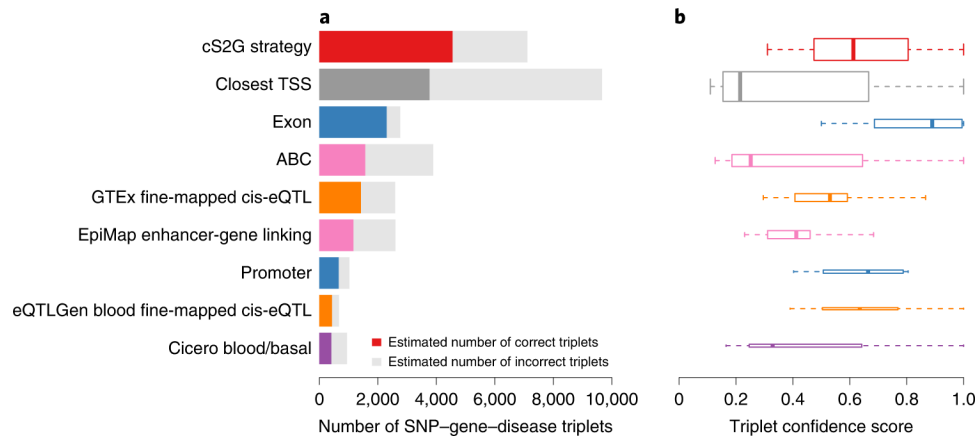 a
b
cS2G strategy
Closest TSS
Exon
ABC
GTEx fine-mapped cis-eQTL
EpiMap enhancer-gene linking
Promoter
eQTLGen blood fine-mapped cis-eQTL
Cicero blood/basal
Estimated number of correct triplets
Estimated number of incorrect triplets
0 2,000 4,000 6,000 8,000 10,000
Number of SNP–gene–disease triplets
0 0.2 0.4 0.6 0.8 1.0
Triplet confidence score